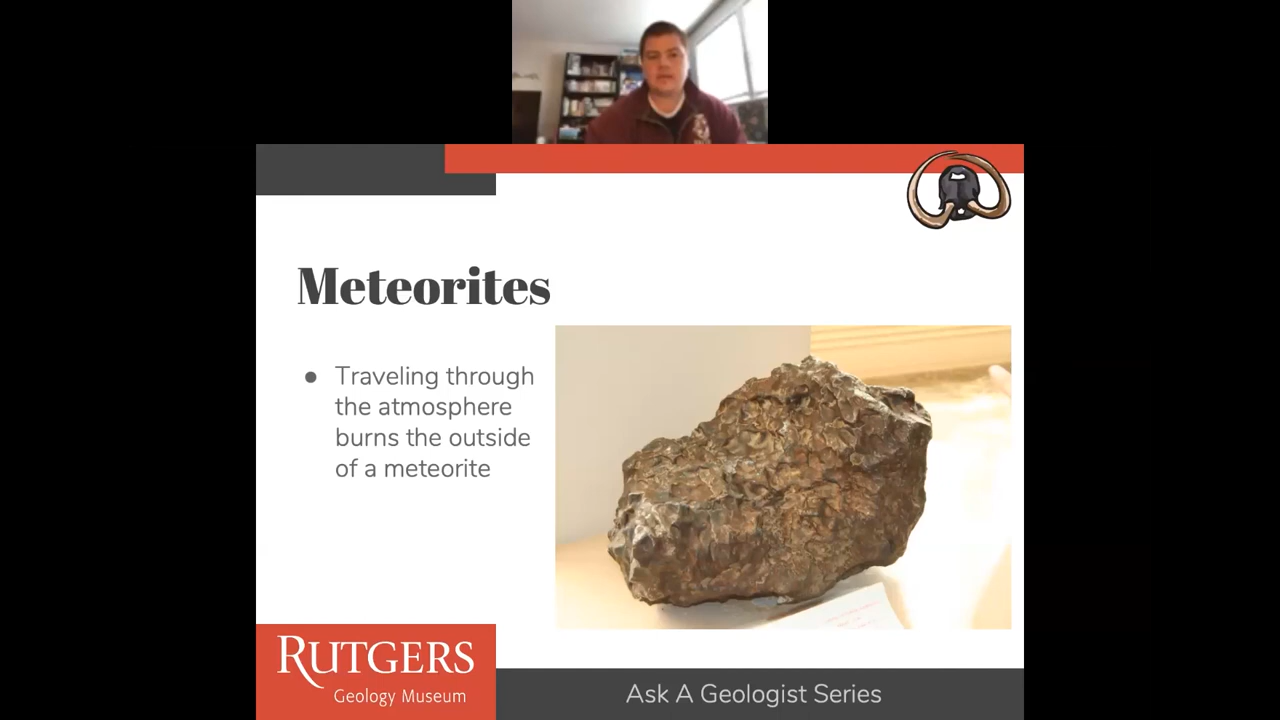 Meteorites
● Traveling through
the atmosphere
burns the outside
of a meteorite
RUTGERS
Geology Museum
Ask A Geologist Series